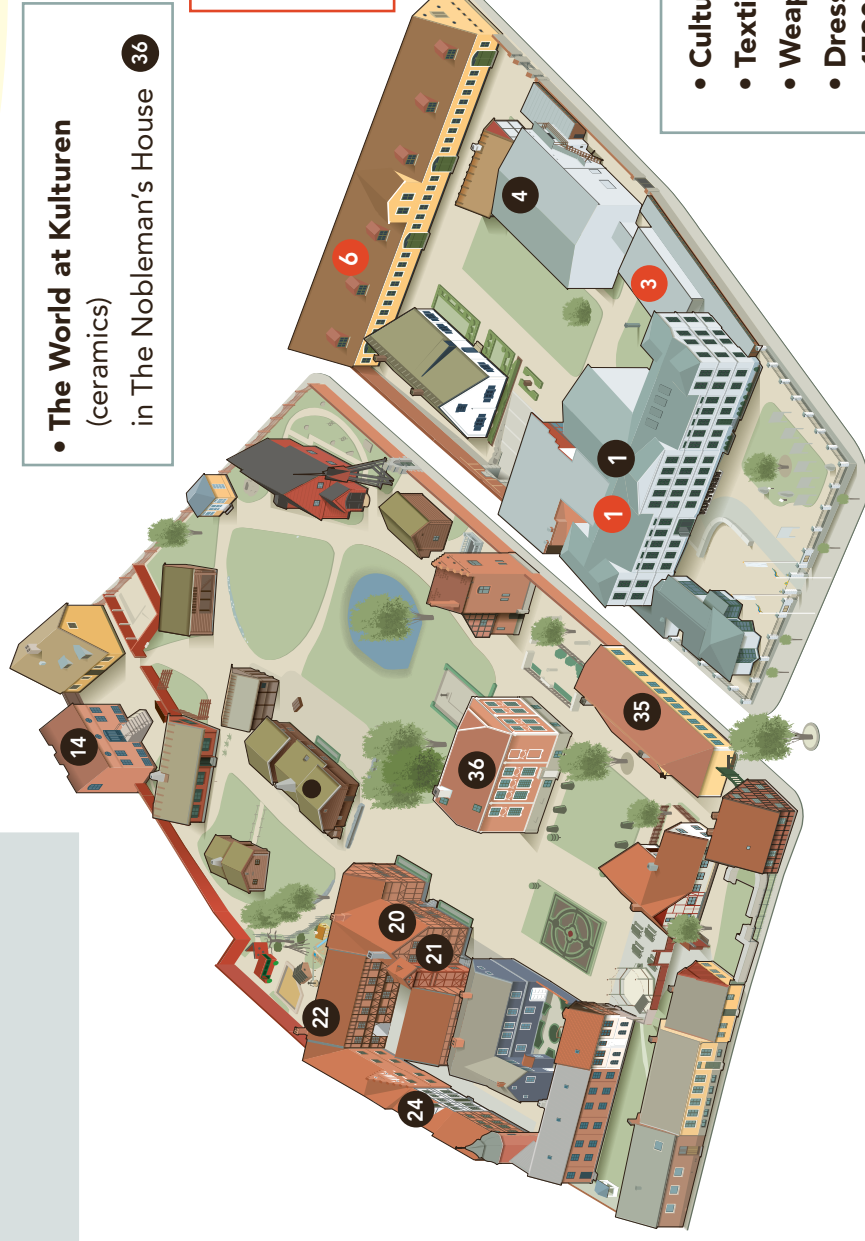 • The World at Kulturen
(ceramics)
in The Nobleman's House 36
14
22
24
20
21
36
35
6
4
3
1
1
• Cultu
• Texti
• Weap
• Dress